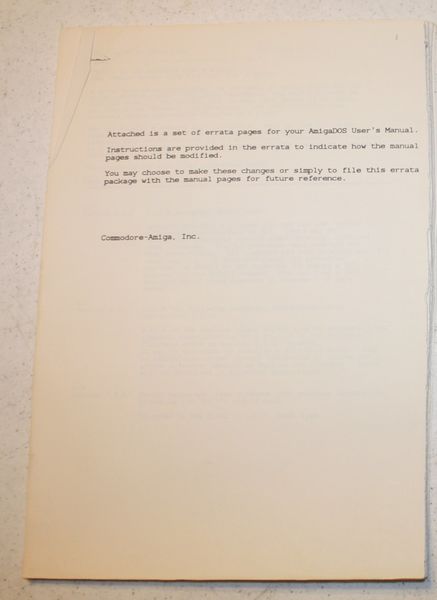 Attached is a set of errata pages for your AmigaDOS User's Manual.
Instructions are provided in the errata to indicate how the manual
pages should be modified.
You may choose to make these changes or simply to file this errata
package with the manual pages for future reference.
Commodore-Amiga, Inc.